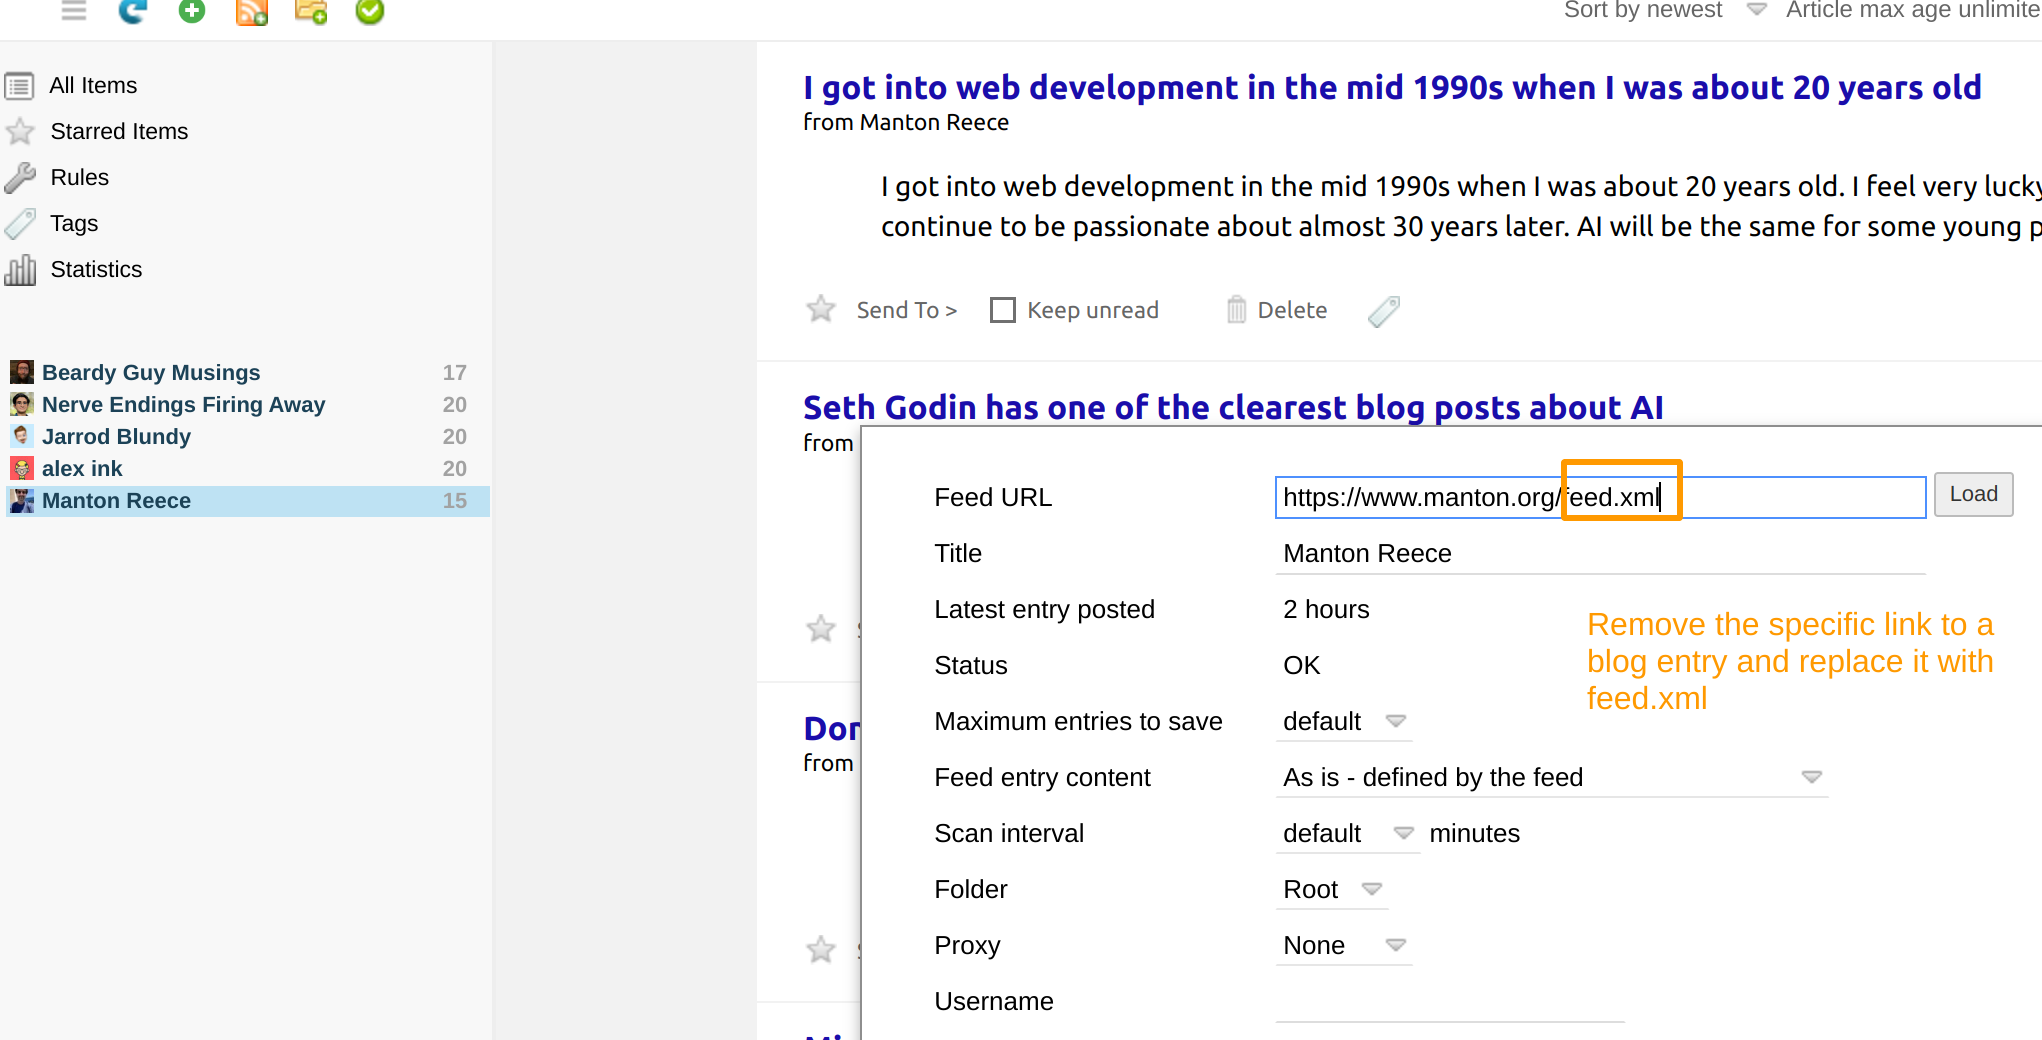 Sort by newest
Article max age unlimite
All Items
Starred Items
Rules
Tags
Statistics
Beardy Guy Musings 17
Nerve Endings Firing Away 20
Jarrod Blundy 20
alex ink 20
Manton Reece 15
I got into web development in the mid 1990s when I was about 20 years old
from Manton Reece
I got into web development in the mid 1990s when I was about 20 years old. I feel very lucky
continue to be passionate about almost 30 years later. AI will be the same for some young p
Send To > Keep unread Delete
Seth Godin has one of the clearest blog posts about AI
from
Feed URL https://www.manton.org/feed.xml Load
Title Manton Reece
Latest entry posted 2 hours
Status OK
Maximum entries to save default
Feed entry content As is - defined by the feed
Scan interval default minutes
Folder Root
Proxy None
Username
Remove the specific link to a
blog entry and replace it with
feed.xml
from